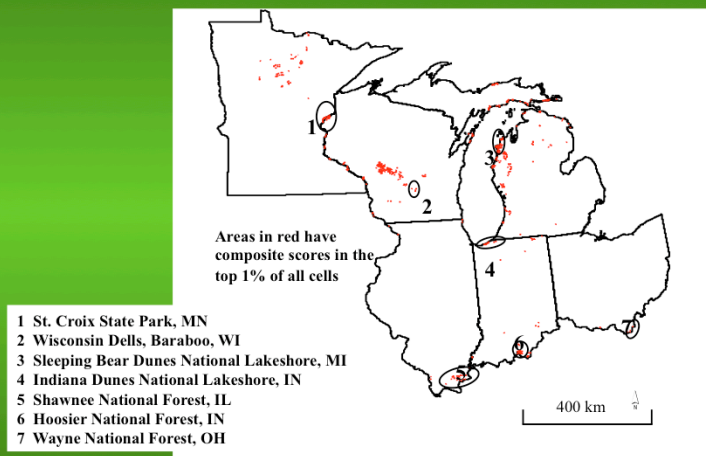 1
2
3
4
5
6
7
Areas in red have
composite scores in the
top 1% of all cells
1 St. Croix State Park, MN
2 Wisconsin Dells, Baraboo, WI
3 Sleeping Bear Dunes National Lakeshore, MI
4 Indiana Dunes National Lakeshore, IN
5 Shawnee National Forest, IL
6 Hoosier National Forest, IN
7 Wayne National Forest, OH
400 km
N